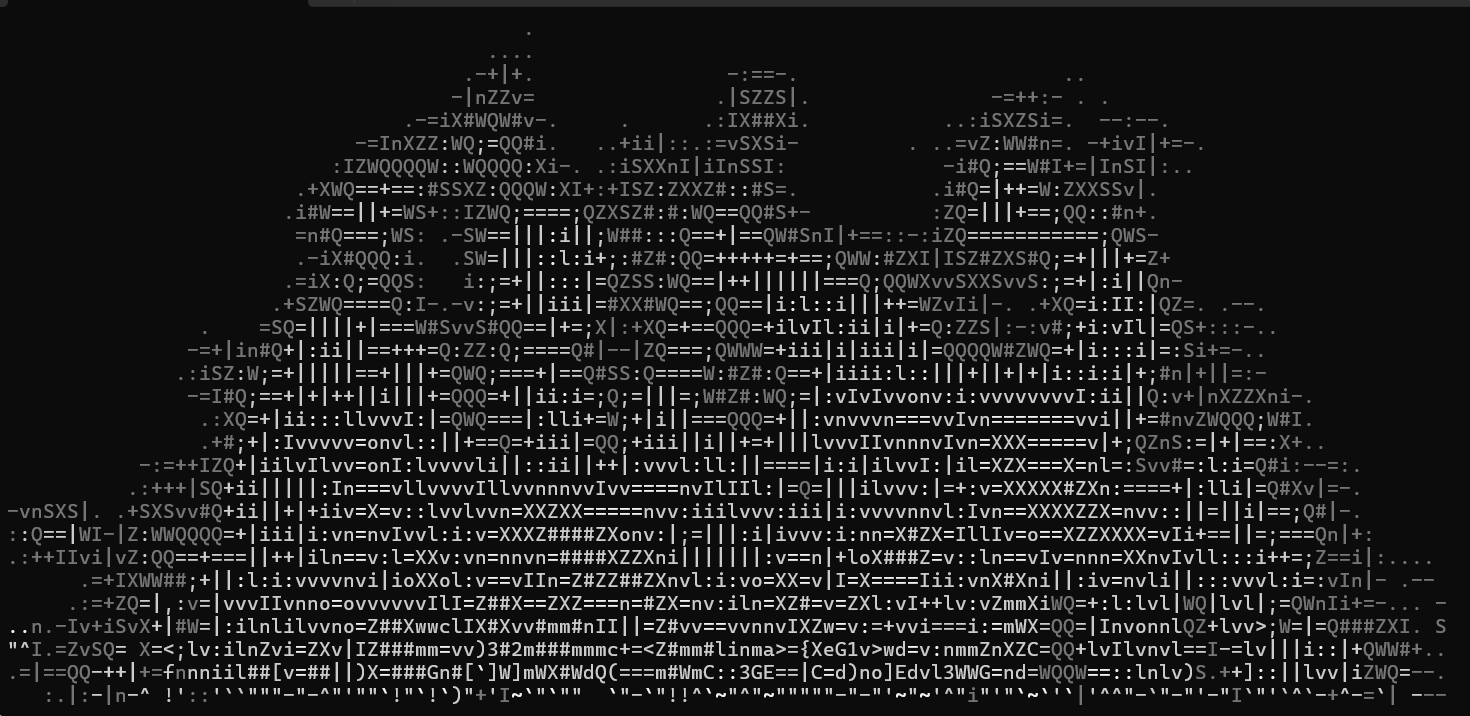 .
....
.-+|+.                 -:==-.                       ..
-|nZZv=                .|SZZS|.                -=++:- . .
.-=iX#WQW#v-.      .      .:IX##Xi.            ..:iSXZSi=.  --:--.
-=InXZZ:WQ;=QQ#i.   ..+ii|::.:=vSXSi-         . ..=vZ:WW#n=. -+ivI|+=-.
:IZWQQQQW::WQQQQ:Xi-. .:iSXXnI|iInSSI:             -i#Q;==W#I+=|InSI|:..
.+XWQ==+==:#SSXZ:QQQW:XI+:+ISZ:ZXXZ#::#S=.           .i#Q=|++=W:ZXXSSv|.
.i#W==||+=WS+::IZWQ;====;QZXSZ#:#:WQ==QQ#S+-          :ZQ=|||+==;QQ::#n+.
=n#Q===;WS: .-SW==|||:i||;W##:::Q==+|==QW#SnI|+==::-:iZQ===========;QWS-
.-iX#QQQ:i.  .SW=|||::l:i+;:#Z#:QQ=+++++=+==;QWW:#ZXI|ISZ#ZXS#Q;=+|||+=Z+
.=iX:Q;=QQS:   i:;=+||:::|=QZSS:WQ==|++||||||===Q;QQWXvvSXXSvvS:;=+|:i||Qn-
.+SZWQ====Q:I-.-v:;=+||iii|=#XX#WQ==;QQ==|i:l::i|||++=WZvIi|-. .+XQ=i:II:|QZ=. .--.
.    =SQ=||||+|===W#SvvS#QQ==|+=;X|:+XQ=+==QQQ=+ilvIl:ii|i|+=Q:ZZS|:-:v#;+i:vIl|=QS+:::-..
-=+|in#Q+|:ii||==+++=Q:ZZ:Q;====Q#|--|ZQ===;QWWW=+iii|i|iii|i|=QQQQW#ZWQ=+|i:::i|=:Si+=-..
.:iSZ:W;=+|||||==+|||+=QWQ;===+|==Q#SS:Q====W:#Z#:Q==+|iiii:l::|||+||+|+|i::i:i|+;#n|+||=:-
-=I#Q;==+|+|++||i|||+=QQQ=+||ii:i=;Q;=|||=;W#Z#:WQ;=|:vIvIvvonv:i:vvvvvvvvI:ii||Q:v+|nXZZXni-.
.:XQ=+|ii:::llvvvI:|=QWQ===|:lli+=W;+|i||===QQQ=+||:vnvvvn===vvIvn=======vvi||+=#nvZWQQQ;W#I.
.+#;+|:Ivvvvv=onvl::||+==Q=+iii|=QQ;+iii||i||+=+|||lvvvIIvnnnvIvn=XXX=====v|+;QZnS:=|+|==:X+..
-:=++IZQ+|iilvIlvv=onI:lvvvvli||::ii||++|:vvvl:ll:||====|i:i|ilvvI:|il=XZX===X=nl=:Svv#=:l:i=Q#i:--=:.
.:+++|SQ+ii|||||:In===vllvvvvIllvvnnnvvIvv====nvIlIIl:|=Q=|||ilvvv:|=+:v=XXXXX#ZXn:====+|:lli|=Q#Xv|=-.
-vnSXS|. .+SXSvv#Q+ii||+|+iiv=X=v::lvvlvvn=XXZXX=====nvv:iiilvvv:iii==vvvnnvl:Ivn==XXXXZZX=nvv::||=||i|==;Q#|-.
::Q==|WI-|Z:WWQQQQ=+|iii|i:vn=nvIvvl:i:v=XXXZ####ZXonv:|;=|||:i|ivvv:i:nn=X#ZX=IllIv=o==XZZXXXX=vIi+==||=;===Qn|+:
.:++IIvi|vZ:QQ==+===||++|iln==v:l=XXv:vn=nnvn=####XXZZXni|||||||:v==n|+loX###Z=v::ln==vIv=nnn=XXnvIvll:::i++=;Z==i|:.....
.=+IXWW##;+||:l:i:vvvvnvi|ioXXol:v==vIIn=Z#ZZ##ZXnvl:i:vo=XX=v|I=X====Iii:vnX#Xni||:iv=nvli||:::vvvl:i=:vIn|- .--
.:=+ZQ=|,:v=|vvvIIvnno=ovvvvvvIlI=Z##X==ZXZ===n=#ZX=nv:iln=XZ#=v=ZXl:vI++lv:vZmmXiWQ=+:l:lvl|WQ|lvl|;=QWnIi+=-... -
..n.-Iv+iSvX+|#W=|:ilnlilvvno=Z##XwwclIX#Xvv#mm#nII||=Z#vv==vvnnvIXZw=v:=+vvi===i:=mWX=QQ=|InvonnlQZ+lvv>;W=|=Q###ZXI. S
"^I.=ZvSQ= X=<;lv:ilnZvi=ZXv|IZ###mm=vv)3#2m###mmmc+=<Z#mm#linma>={XeG1v>wd=v:nmmZnXZC=QQ+lvIlvnvl==I-=lv|||i::|+QWW#+..
.=|==QQ-++|+=fnnniil##[v=##||)X=###Gn#[`]W]mWX#WdQ(===m#WmC::3GE==|C=d)no]Edvl3WWG=nd=WQQW==::lnlv)S.++]::||lvv|iZWQ=--.
:.|:-|n-^ !'::'``"""-"-^"'""`!"`!`)"+'I~`"`""  `"-`"!!^`~"^"~"""""-"-"'~"~'^"i"'"`~`'`|'^^"-`"-"'-"I`"'`^`-+^-=`| ---